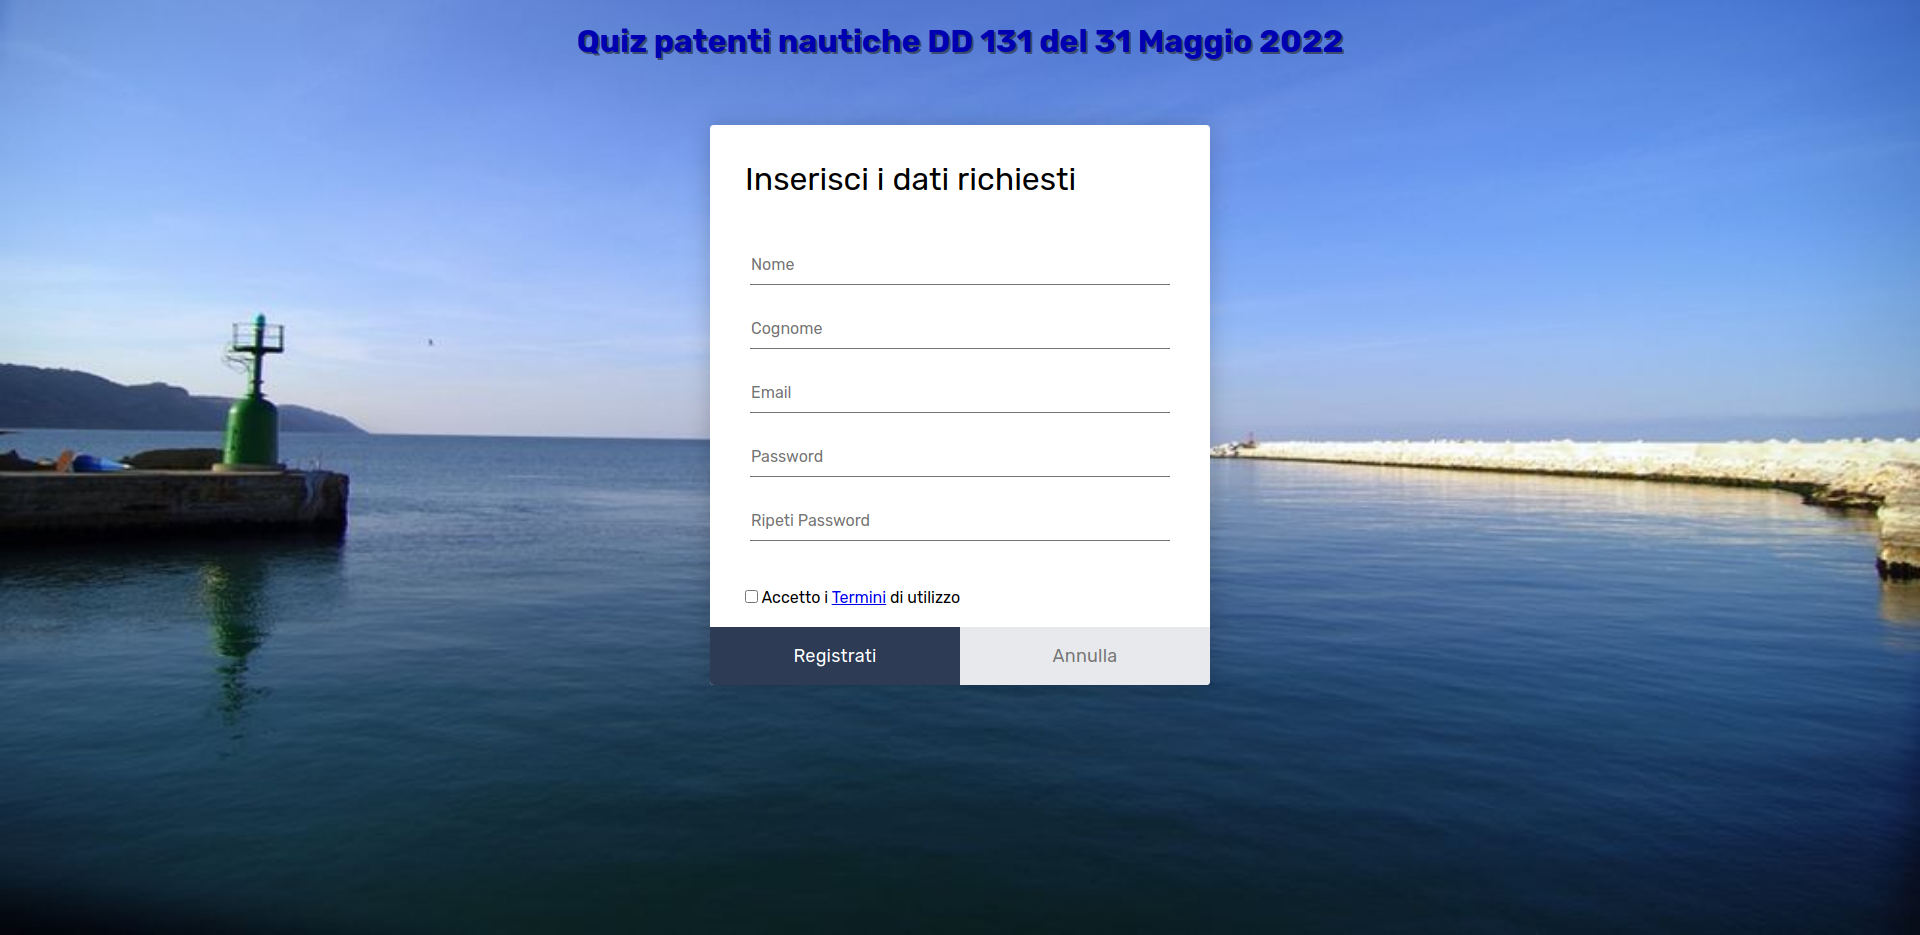 Quiz patenti nautiche DD 131 del 31 Maggio 2022
Inserisci i dati richiesti
Nome
Cognome
Email
Password
Ripeti Password
Accetto i Termini di utilizzo
Registrati
Annulla